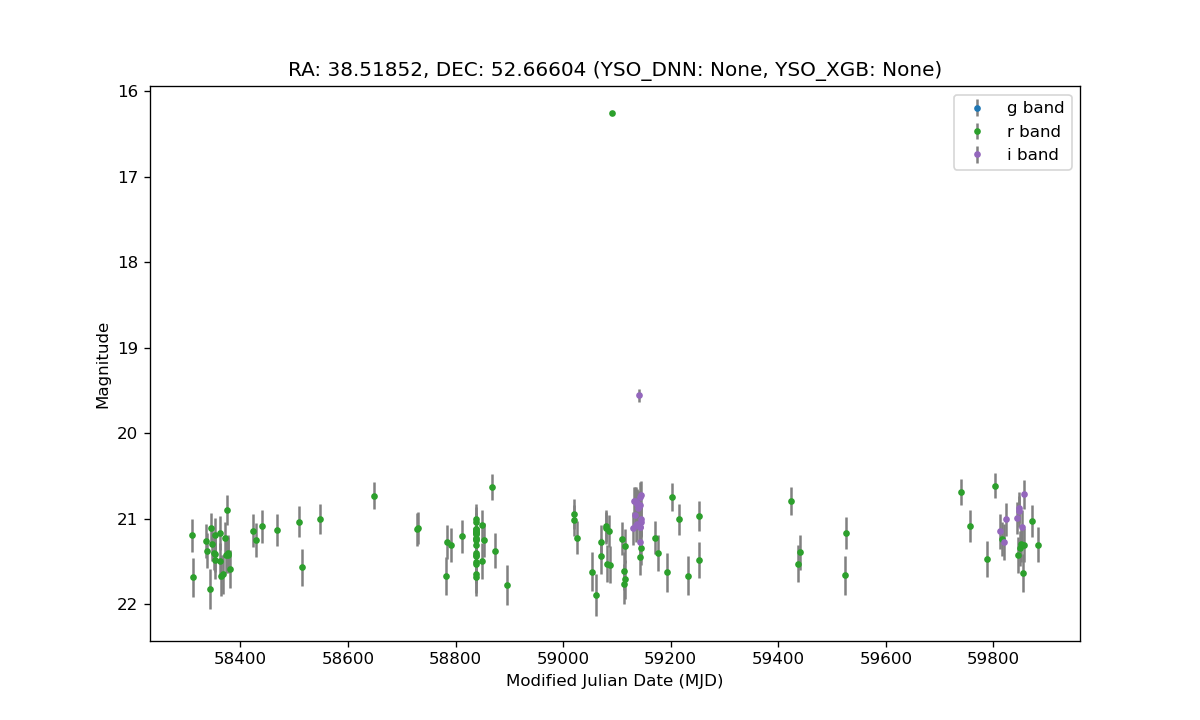 RA: 38.51852, DEC: 52.66604 (YSO_DNN: None, YSO_XGB: None)
g band
r band
i band
16
17
18
19
20
21
22
Magnitude
58400 58600 58800 59000 59200 59400 59600 59800
Modified Julian Date (MJD)